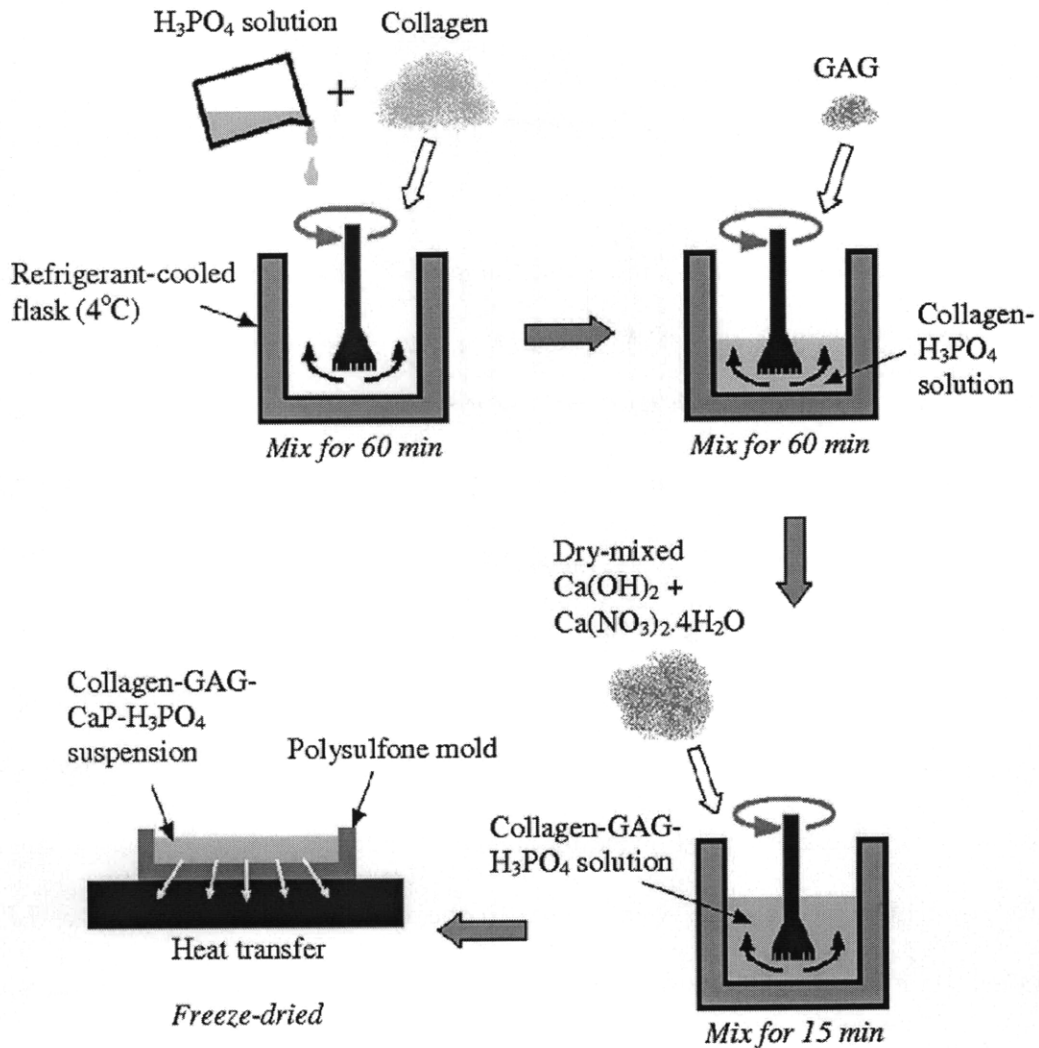 H₃PO₄ solution
Collagen
+
GAG
Refrigerant-cooled
flask (4°C)
Collagen-
H₃PO₄
solution
Mix for 60 min
Mix for 60 min
Dry-mixed
Ca(OH)₂ +
Ca(NO₃)₂.4H₂O
Collagen-GAG-
CaP-H₃PO₄
suspension
Polysulfone mold
Collagen-GAG-
H₃PO₄ solution
Heat transfer
Freeze-dried
Mix for 15 min